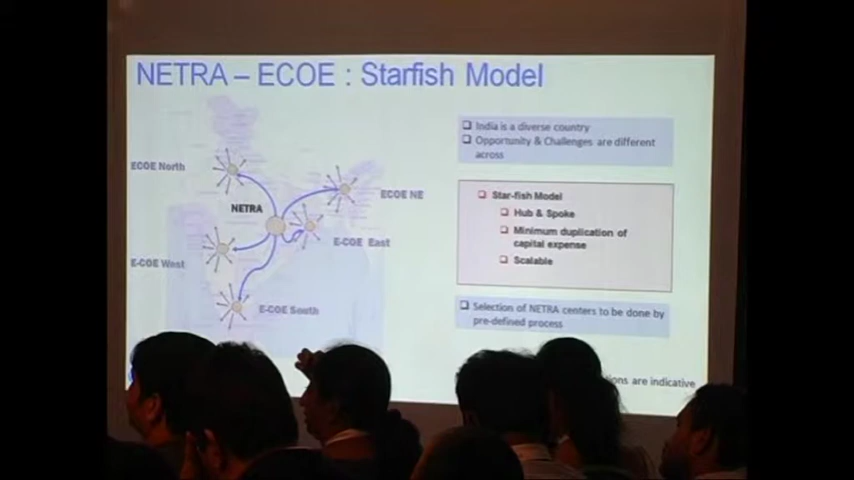 NETRA – ECOE : Starfish Model
ECOE North
NETRA
ECOE NE
E-COE East
E-COE West
E-COE South
❑ India is a diverse country
❑ Opportunity & Challenges are different
across
❑ Star-fish Model
❑ Hub & Spoke
❑ Minimum duplication of
capital expense
❑ Scalable
❑ Selection of NETRA centers to be done by
pre-defined process
are indicative